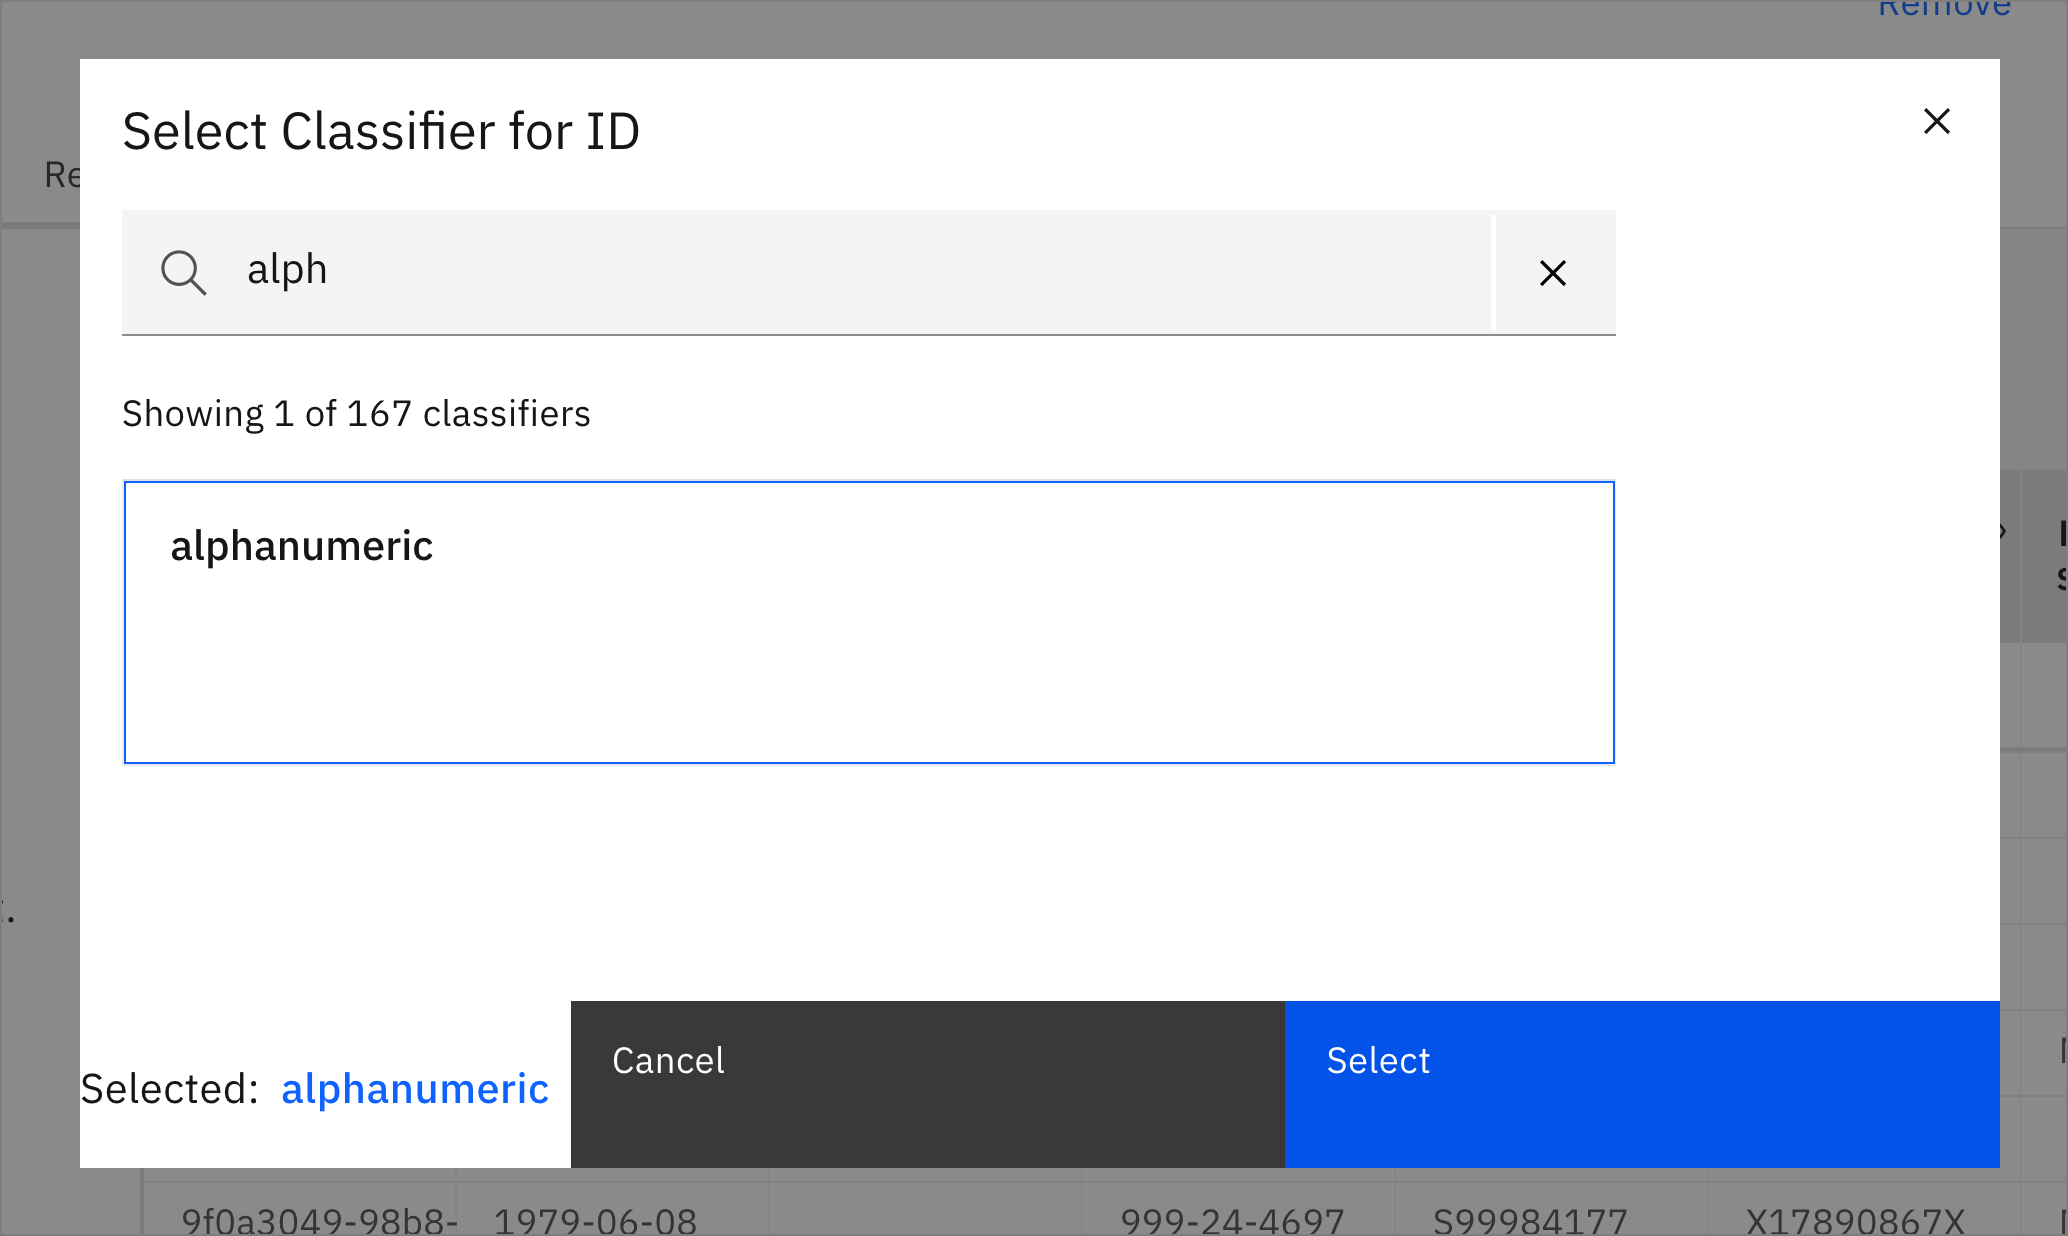 Remove
Select Classifier for ID
Re
alph
Showing 1 of 167 classifiers
alphanumeric
Cancel
Select
Selected: alphanumeric
9f0a3049-98b8- 1979-06-08 999-24-4697 S99984177 X17890867X